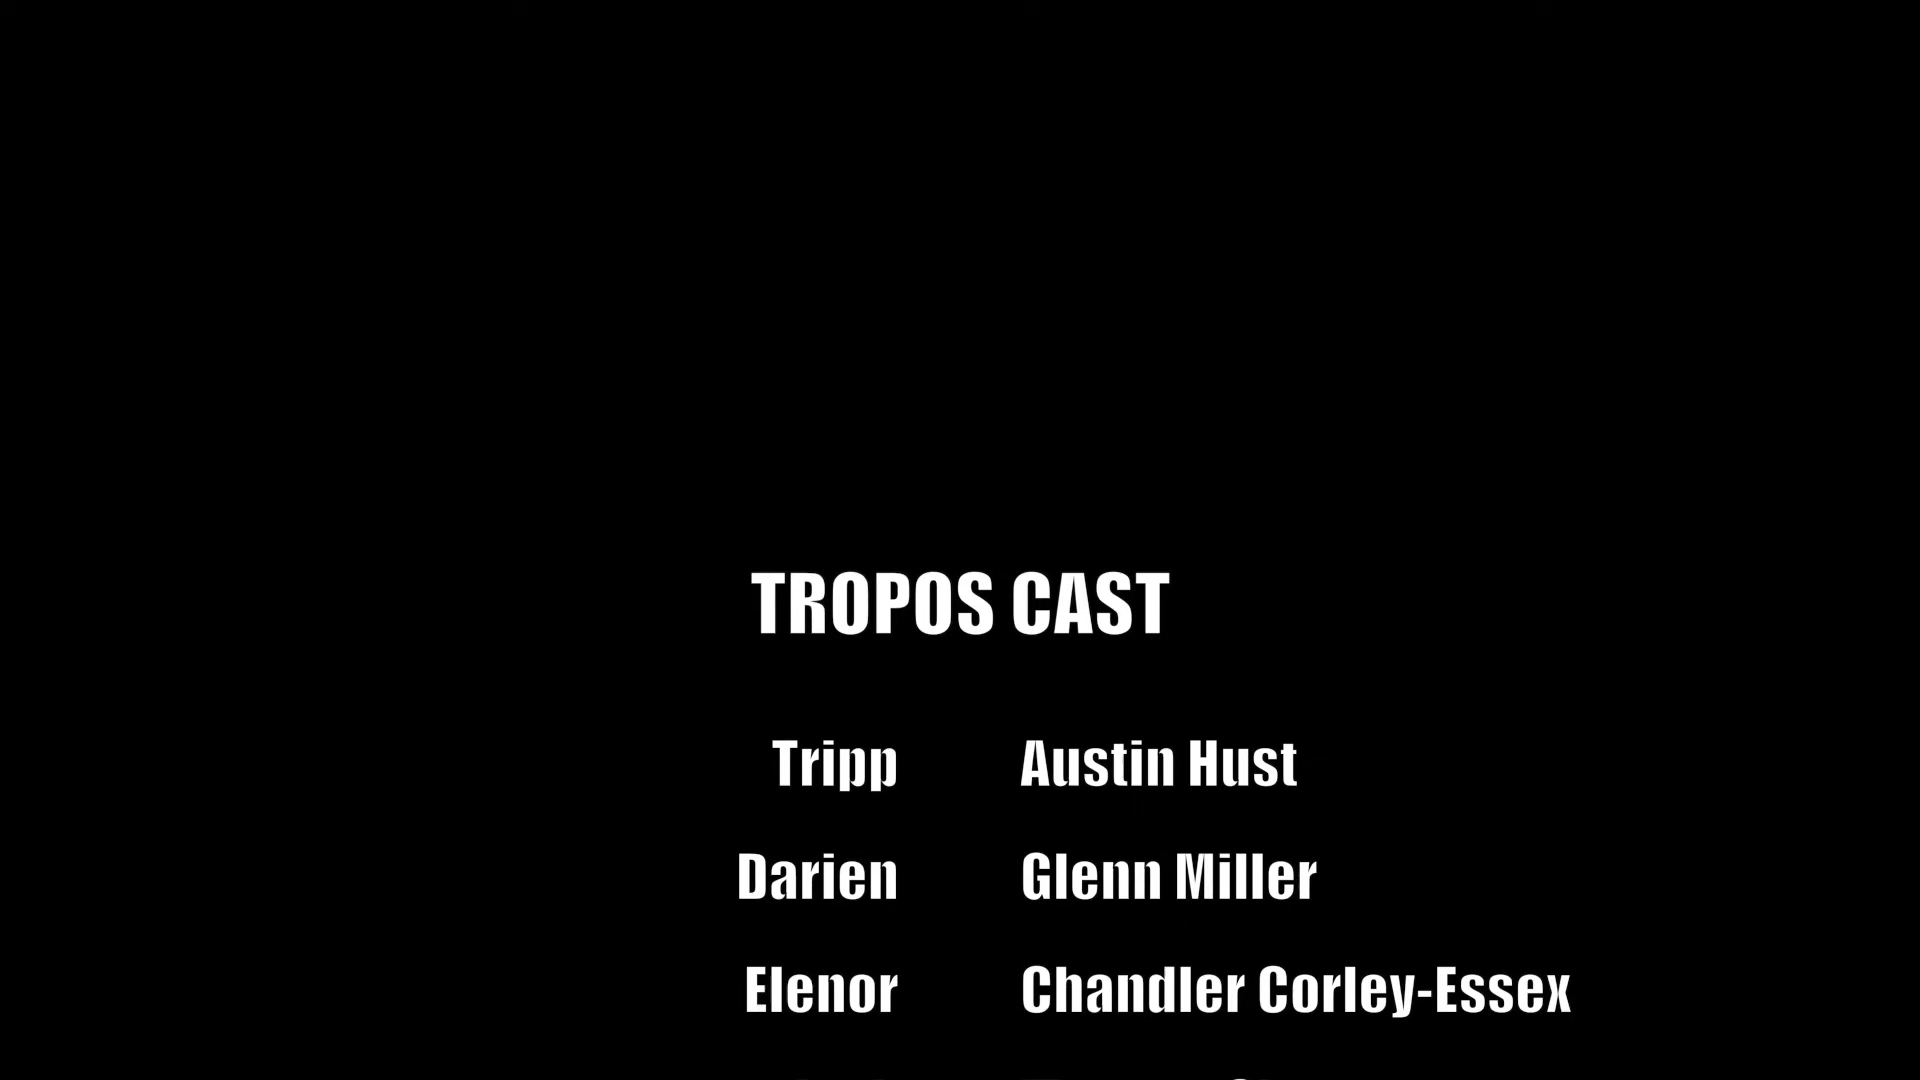 TROPOS CAST
Tripp Austin Hust
Darien Glenn Miller
Elenor Chandler Corley-Essex